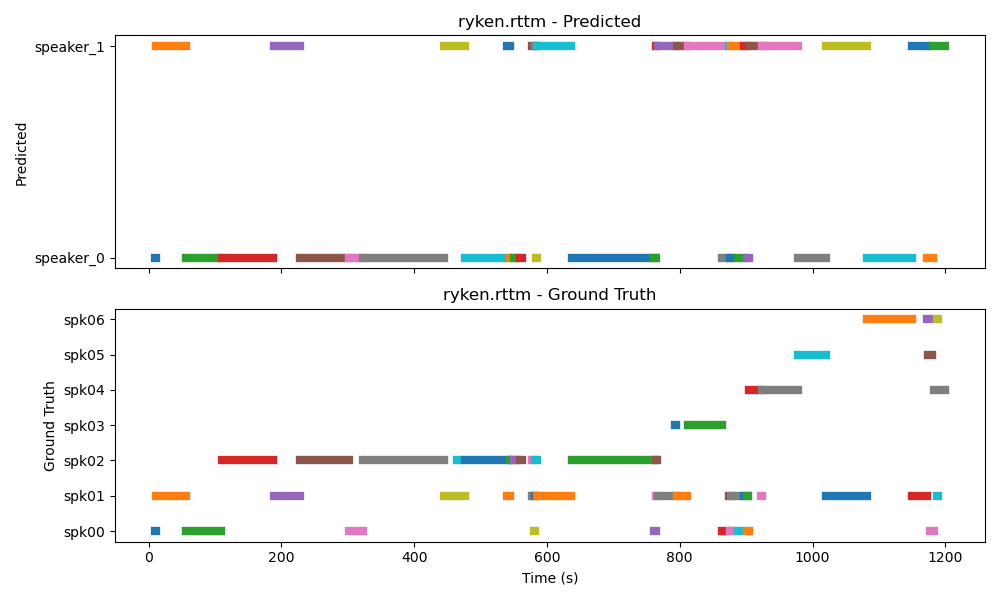 ryken.rttm - Predicted
speaker_1
Predicted
speaker_0
ryken.rttm - Ground Truth
spk06
spk05
spk04
Ground Truth
spk03
spk02
spk01
spk00
0 200 400 600 800 1000 1200
Time (s)